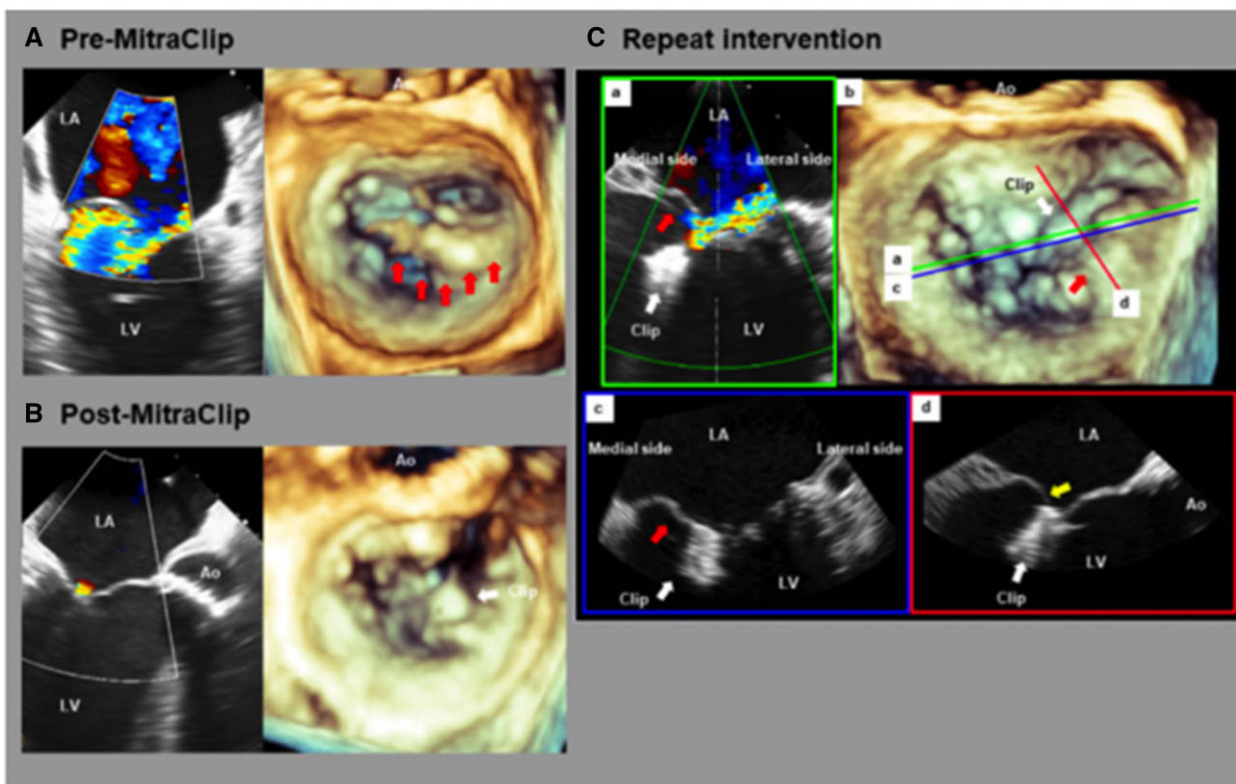 A Pre-MitraClip
LA
LV
Ao
B Post-MitraClip
LA
Ao
LV
Ao
Clip
C Repeat intervention
a
LA
Medial side
Lateral side
Clip
LV
b
Ao
Clip
a
c
d
c
LA
Medial side
Lateral side
Clip
LV
d
LA
Ao
LV
Clip